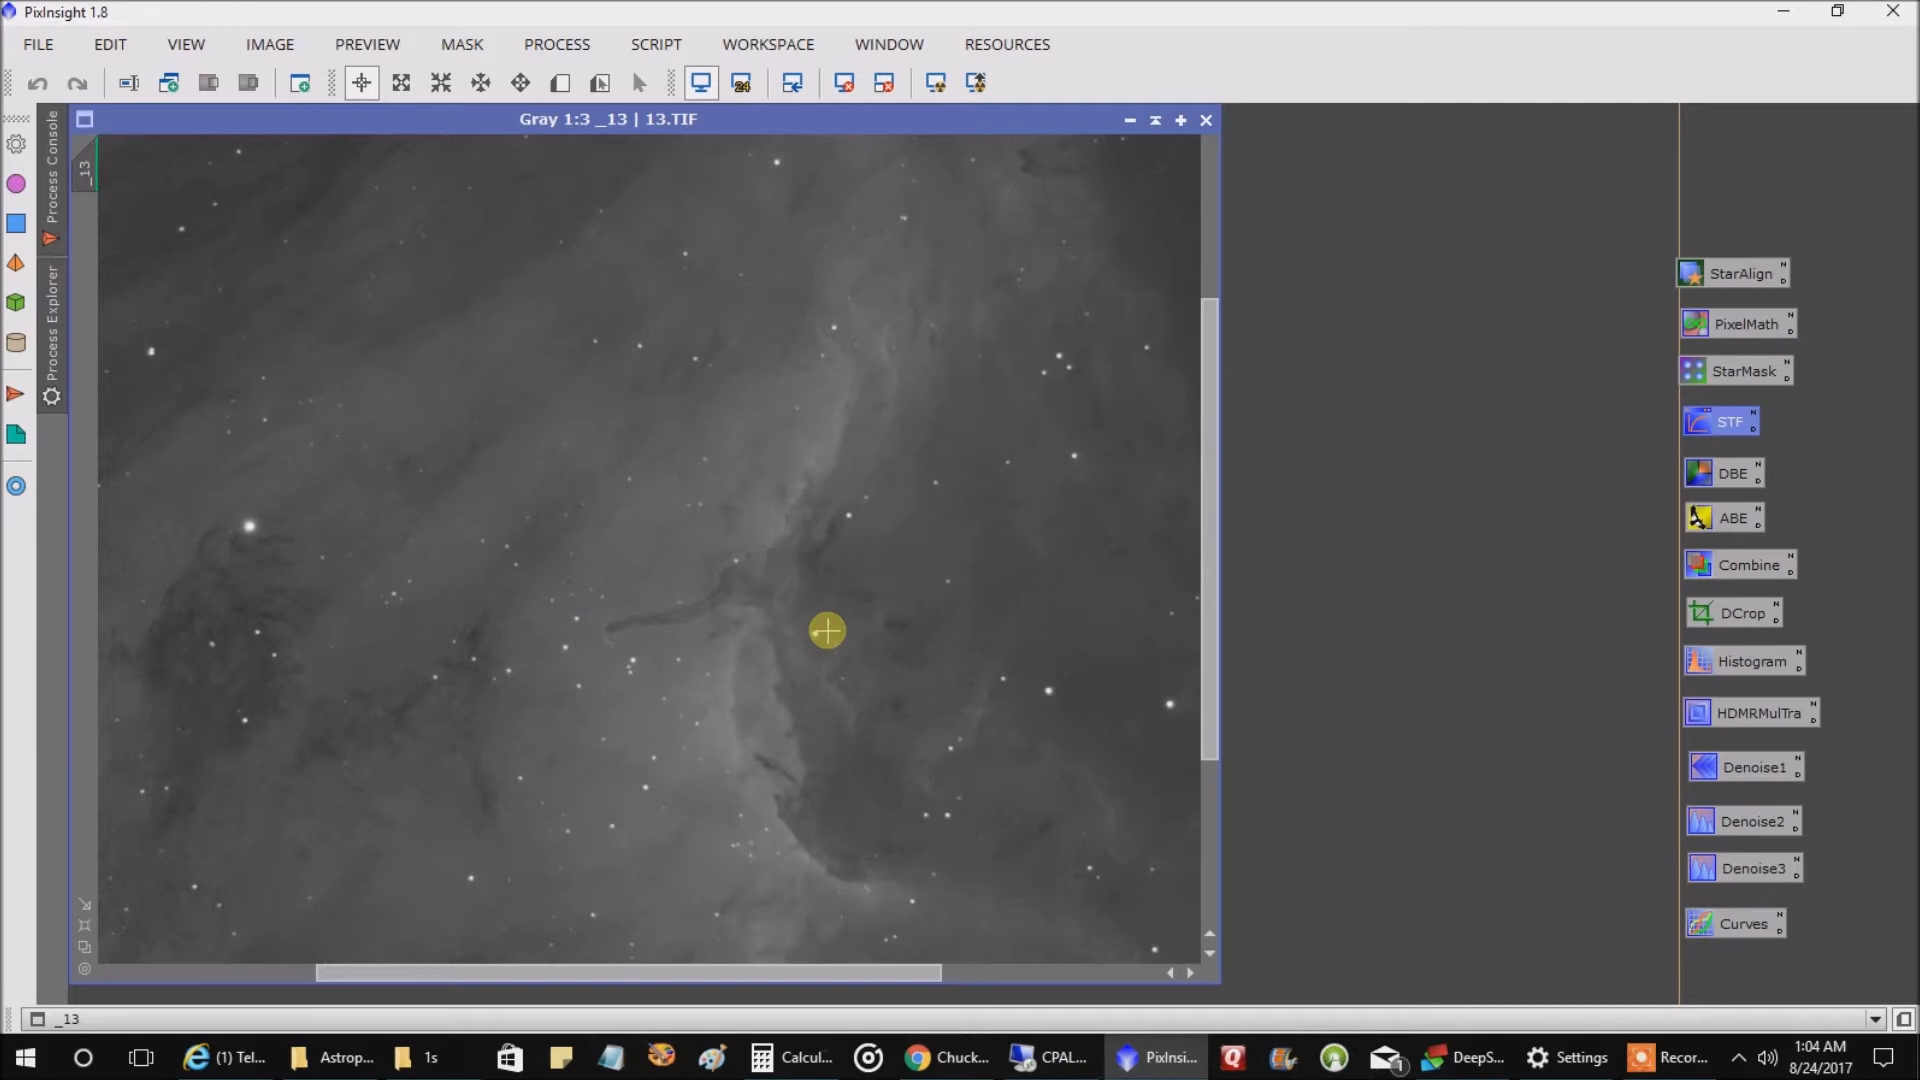 PixInsight 1.8
FILE EDIT VIEW IMAGE PREVIEW MASK PROCESS SCRIPT WORKSPACE WINDOW RESOURCES
24
Gray 1:3 _13 | 13.TIF
_13
Process Console
Process Explorer
StarAlign N D
PixelMath N D
StarMask N D
STF N D
DBE N D
ABE N D
Combine N D
DCrop N D
Histogram N D
HDMRMulTra N D
Denoise1 N D
Denoise2 N D
Denoise3 N D
Curves N D
_13
(1) Tel... Astrop... 1s Calcul... Chuck... CPAL... PixInsi... 1 DeepS... Settings Recor... 1:04 AM
8/24/2017